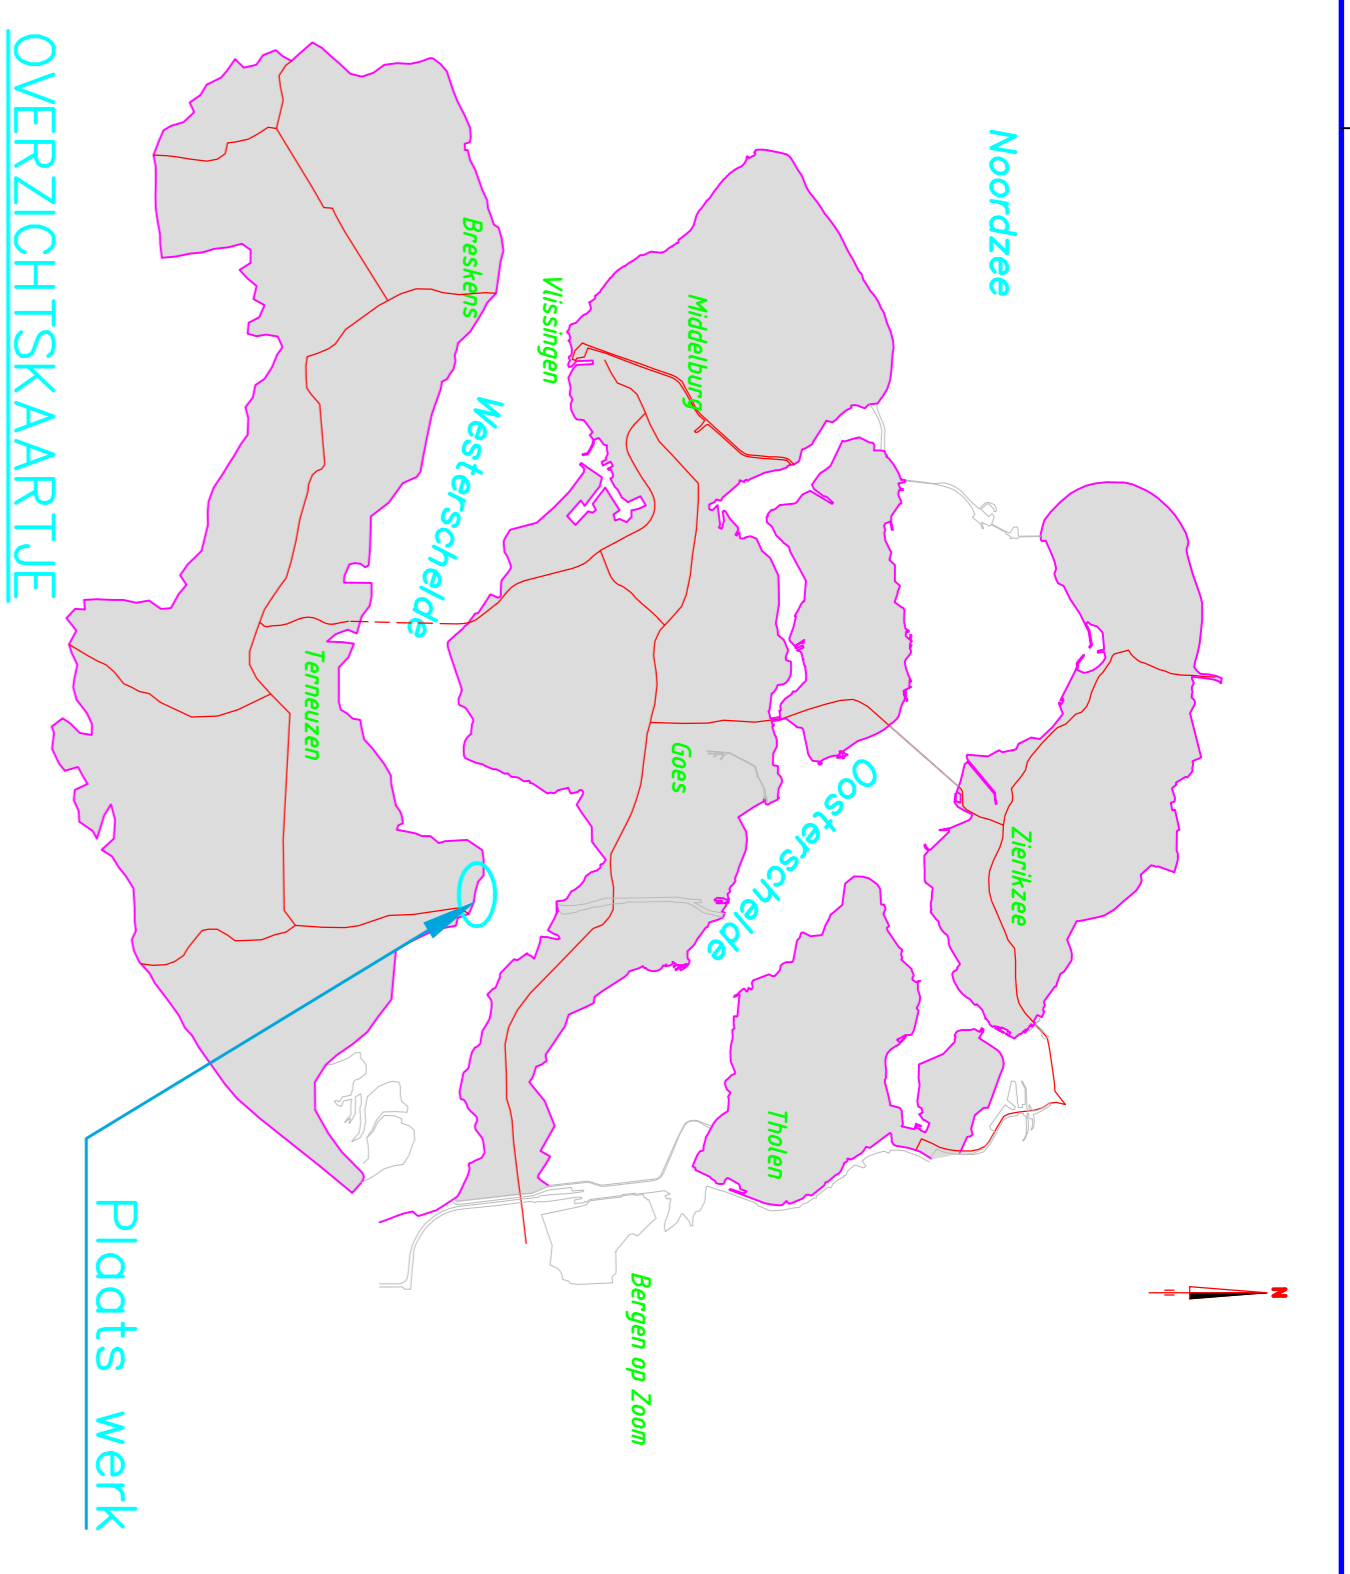 Noordzee
Zierikzee
Oosterschelde
Middelburg
Tholen
Goes
Vlissingen
Bergen op Zoom
Westerschelde
Breskens
Terneuzen
Plaats werk
OVERZICHTSKAARTJE
N